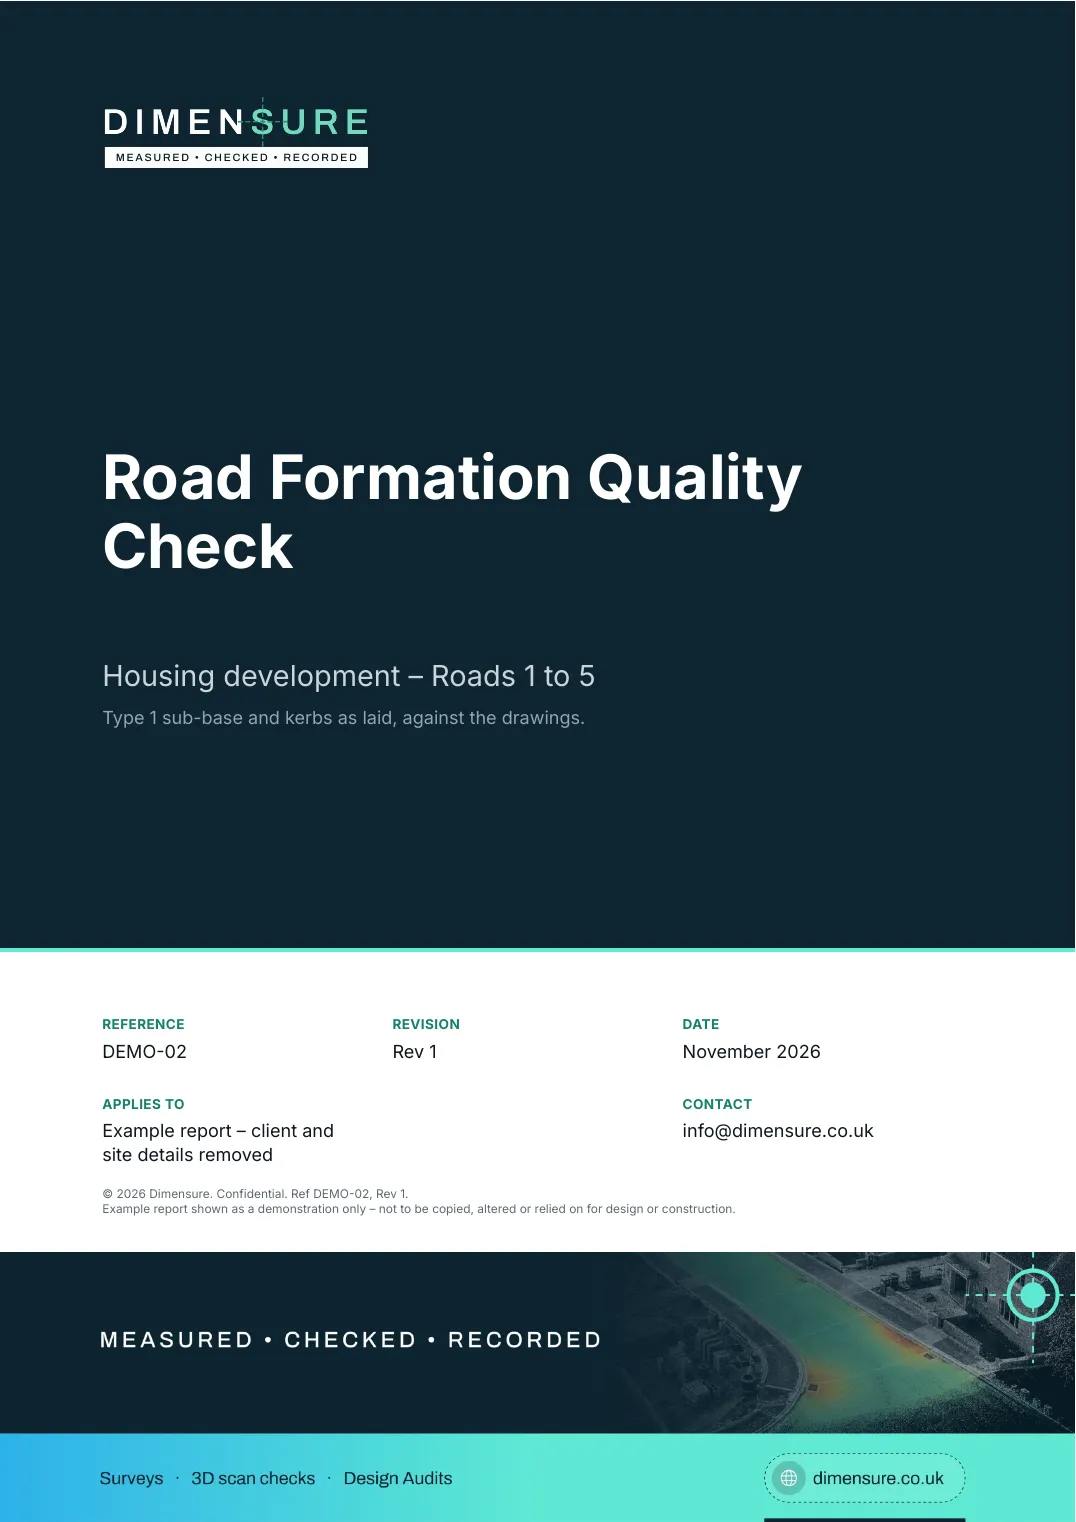 DIMENSURE
MEASURED • CHECKED • RECORDED
Road Formation Quality
Check
Housing development – Roads 1 to 5
Type 1 sub-base and kerbs as laid, against the drawings.
REFERENCE
DEMO-02
REVISION
Rev 1
DATE
November 2026
APPLIES TO
Example report – client and
site details removed
CONTACT
info@dimensure.co.uk
© 2026 Dimensure. Confidential. Ref DEMO-02, Rev 1.
Example report shown as a demonstration only – not to be copied, altered or relied on for design or construction.
MEASURED • CHECKED • RECORDED
Surveys · 3D scan checks · Design Audits
dimensure.co.uk